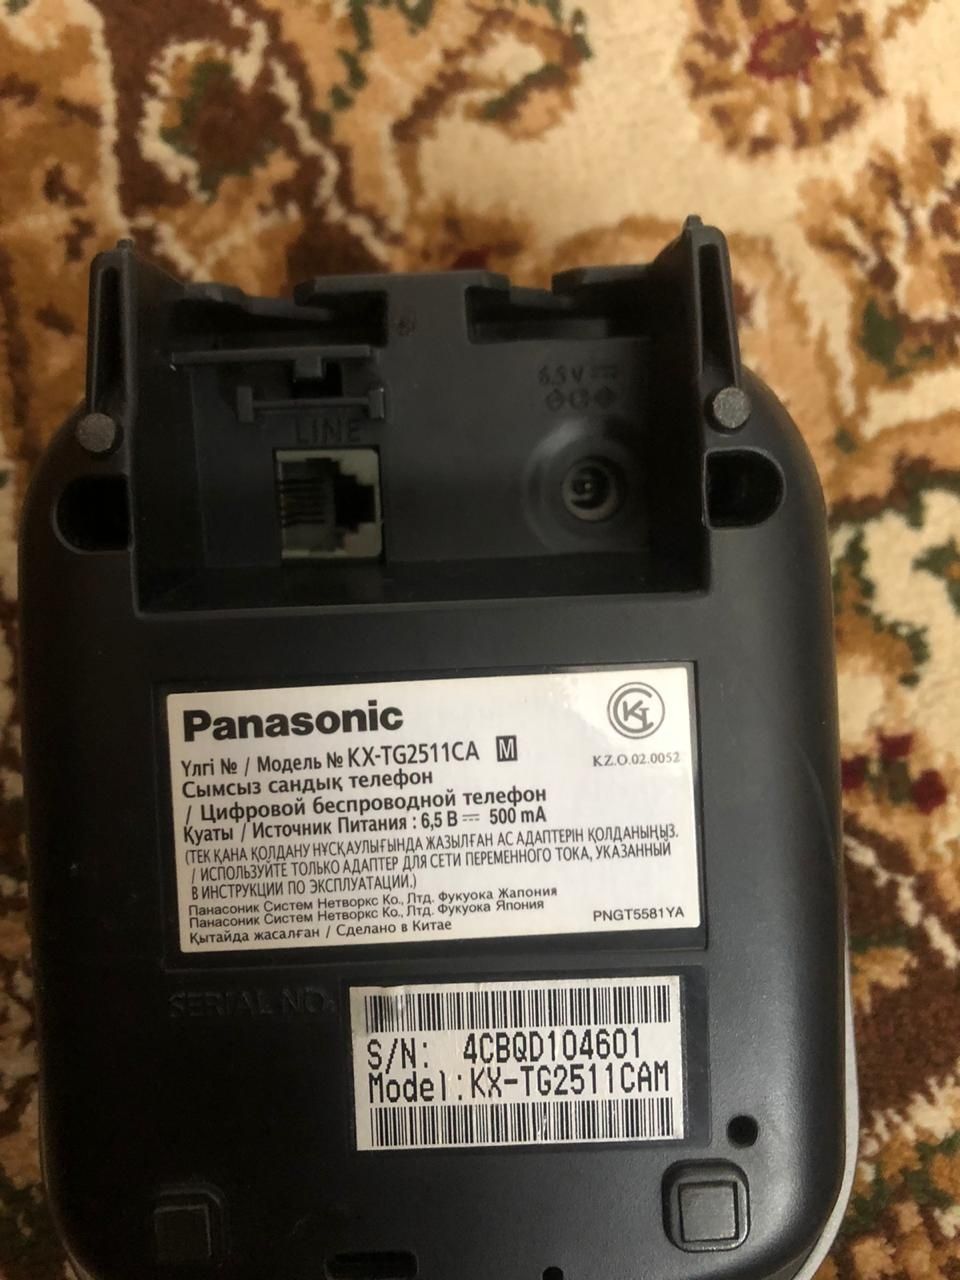 LINE
6.5V
Panasonic
Үлгі № / Модель № KX-TG2511CA M
KZ.O.02.0052
Сымсыз сандық телефон
/ Цифровой беспроводной телефон
Қуаты / Источник Питания : 6,5 В 500 mA
(ТЕК ҚАНА ҚОЛДАНУ НҰСҚАУЛЫҒЫНДА ЖАЗЫЛҒАН АС АДАПТЕРІН ҚОЛДАНЫҢЫЗ.
/ ИСПОЛЬЗУЙТЕ ТОЛЬКО АДАПТЕР ДЛЯ СЕТИ ПЕРЕМЕННОГО ТОКА, УКАЗАННЫЙ
В ИНСТРУКЦИИ ПО ЭКСПЛУАТАЦИИ.)
Панасоник Систем Нетворкс Ко., Лтд. Фукуока Жапония
Панасоник Систем Нетворкс Ко., Лтд. Фукуока Япония
Қытайда жасалған / Сделано в Китае
PNGT5581YA
SERIAL NO.
S/N: 4CBQD104601
Model:KX-TG2511CAM